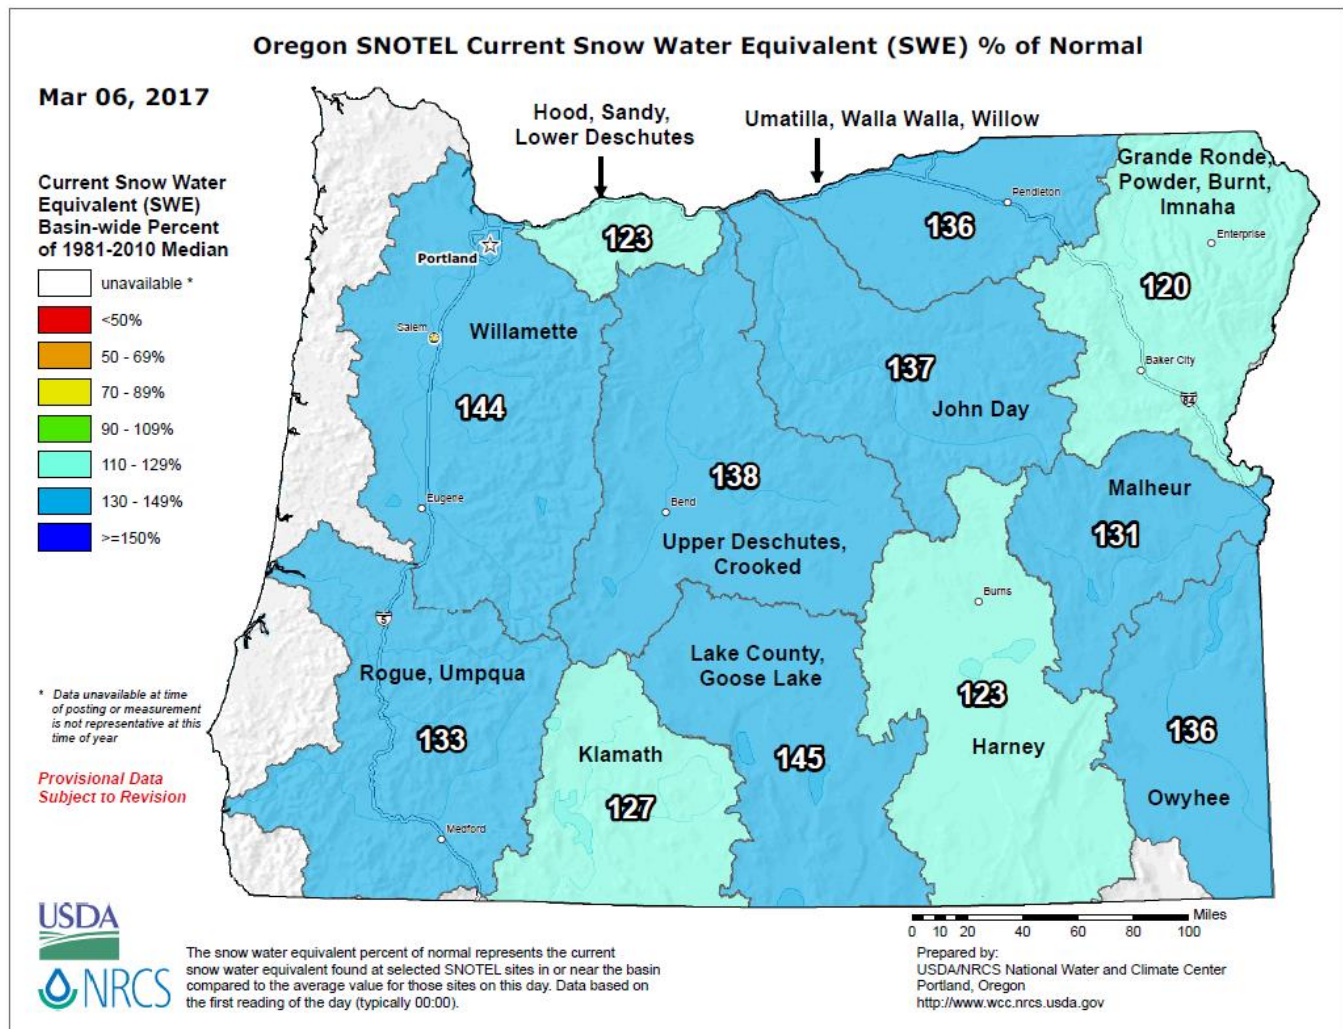 Oregon SNOTEL Current Snow Water Equivalent (SWE) % of Normal
Mar 06, 2017
Current Snow Water
Equivalent (SWE)
Basin-wide Percent
of 1981-2010 Median
unavailable *
<50%
50 - 69%
70 - 89%
90 - 109%
110 - 129%
130 - 149%
>=150%
* Data unavailable at time
of posting or measurement
is not representative at this
time of year
Provisional Data
Subject to Revision
Hood, Sandy,
Lower Deschutes
123
Umatilla, Walla Walla, Willow
136
Pendleton
Grande Ronde,
Powder, Burnt,
Imnaha
Enterprise
120
Baker City
84
Portland
Salem
Willamette
144
Eugene
137
John Day
138
Bend
Upper Deschutes,
Crooked
Malheur
131
Burns
5
Rogue, Umpqua
133
Medford
Klamath
127
Lake County,
Goose Lake
145
123
Harney
136
Owyhee
USDA
NRCS
The snow water equivalent percent of normal represents the current
snow water equivalent found at selected SNOTEL sites in or near the basin
compared to the average value for those sites on this day. Data based on
the first reading of the day (typically 00:00).
Miles
0 10 20 40 60 80 100
Prepared by:
USDA/NRCS National Water and Climate Center
Portland, Oregon
http://www.wcc.nrcs.usda.gov